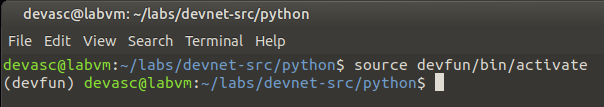 devasc@labvm: ~/labs/devnet-src/python
File Edit View Search Terminal Help
devasc@labvm:~/labs/devnet-src/python$ source devfun/bin/activate
(devfun) devasc@labvm:~/labs/devnet-src/python$